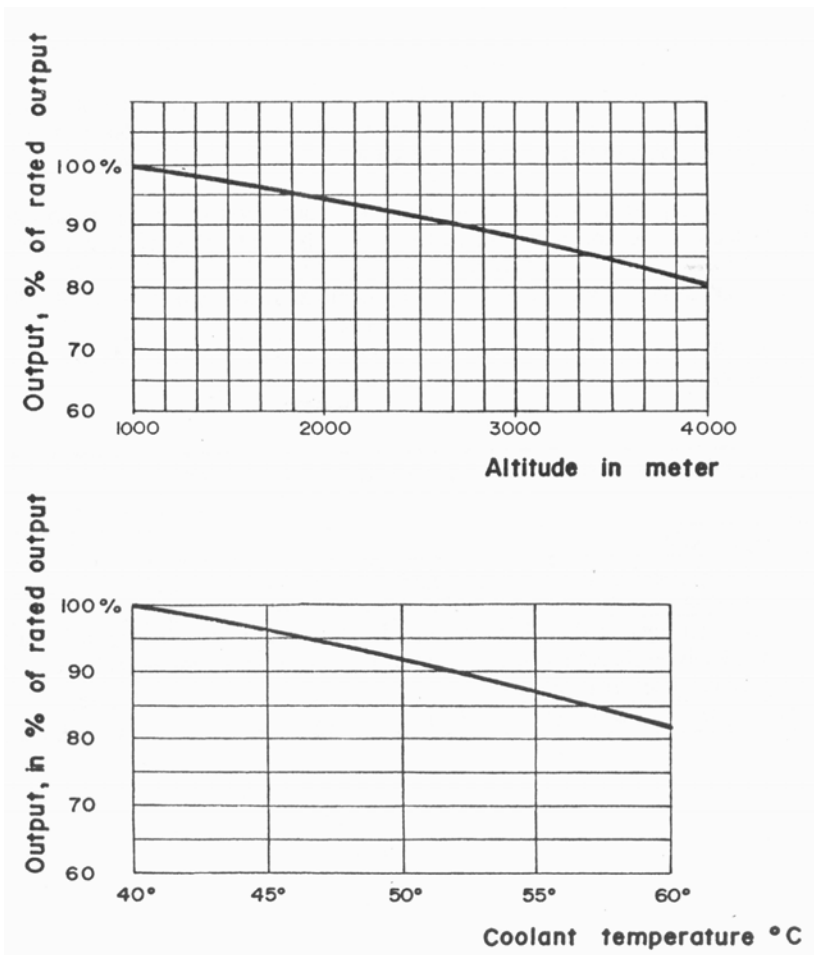 Output, % of rated output
100%
90
80
70
60
1000 2000 3000 4000
Altitude in meter
Output, in % of rated output
100%
90
80
70
60
40° 45° 50° 55° 60°
Coolant temperature °C